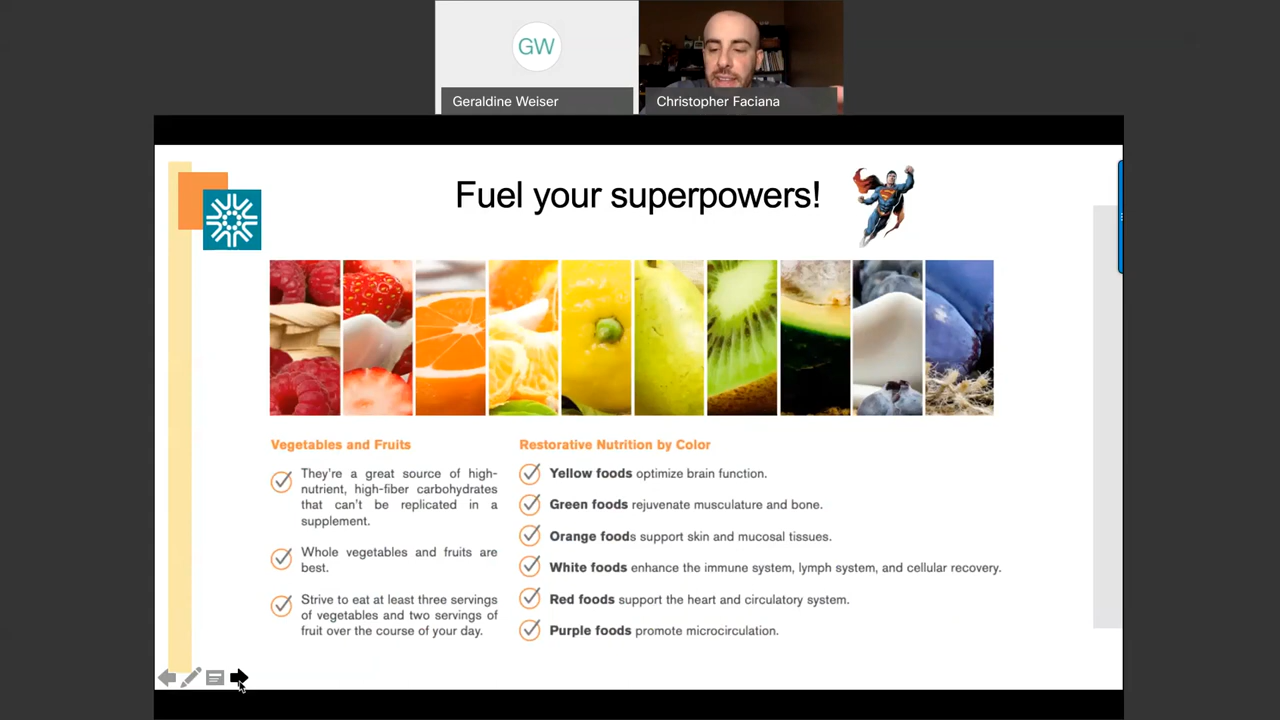 GW
Geraldine Weiser
Christopher Faciana
Fuel your superpowers!
Vegetables and Fruits
They're a great source of high-
nutrient, high-fiber carbohydrates
that can't be replicated in a
supplement.
Whole vegetables and fruits are
best.
Strive to eat at least three servings
of vegetables and two servings of
fruit over the course of your day.
Restorative Nutrition by Color
Yellow foods optimize brain function.
Green foods rejuvenate musculature and bone.
Orange foods support skin and mucosal tissues.
White foods enhance the immune system, lymph system, and cellular recovery.
Red foods support the heart and circulatory system.
Purple foods promote microcirculation.